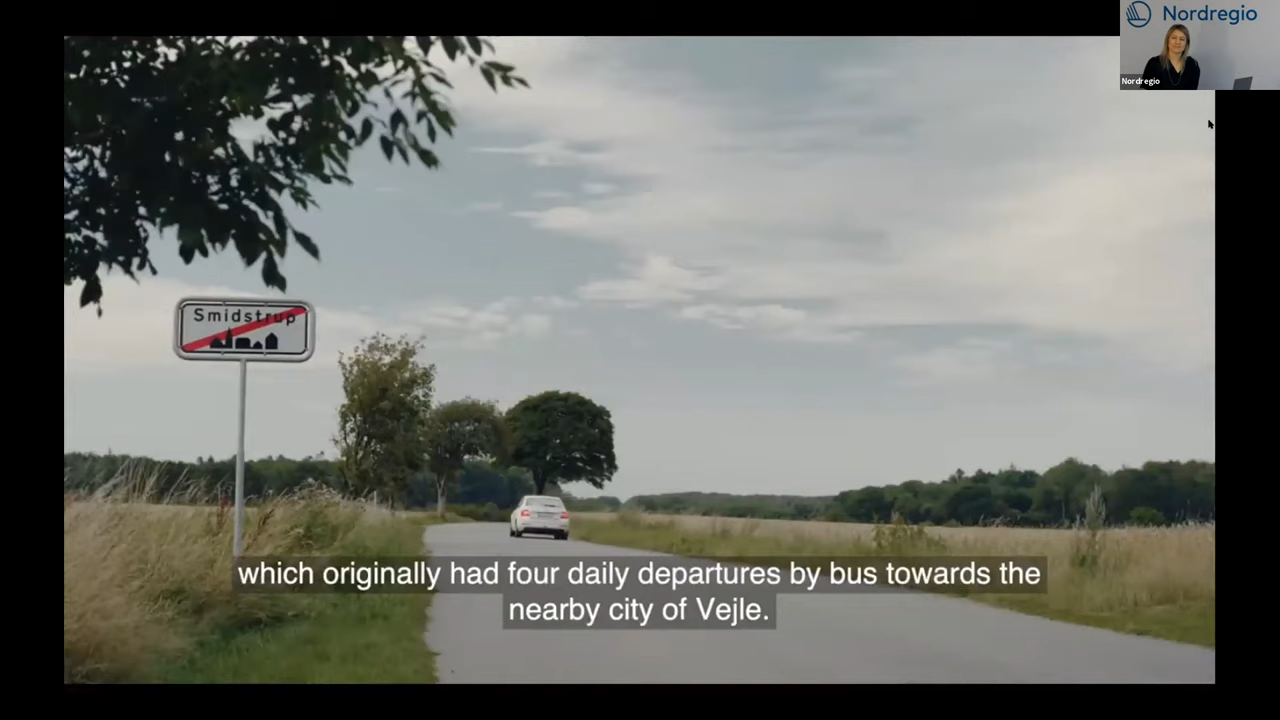 Nordregio
Nordregio
Smidstrup
which originally had four daily departures by bus towards the
nearby city of Vejle.